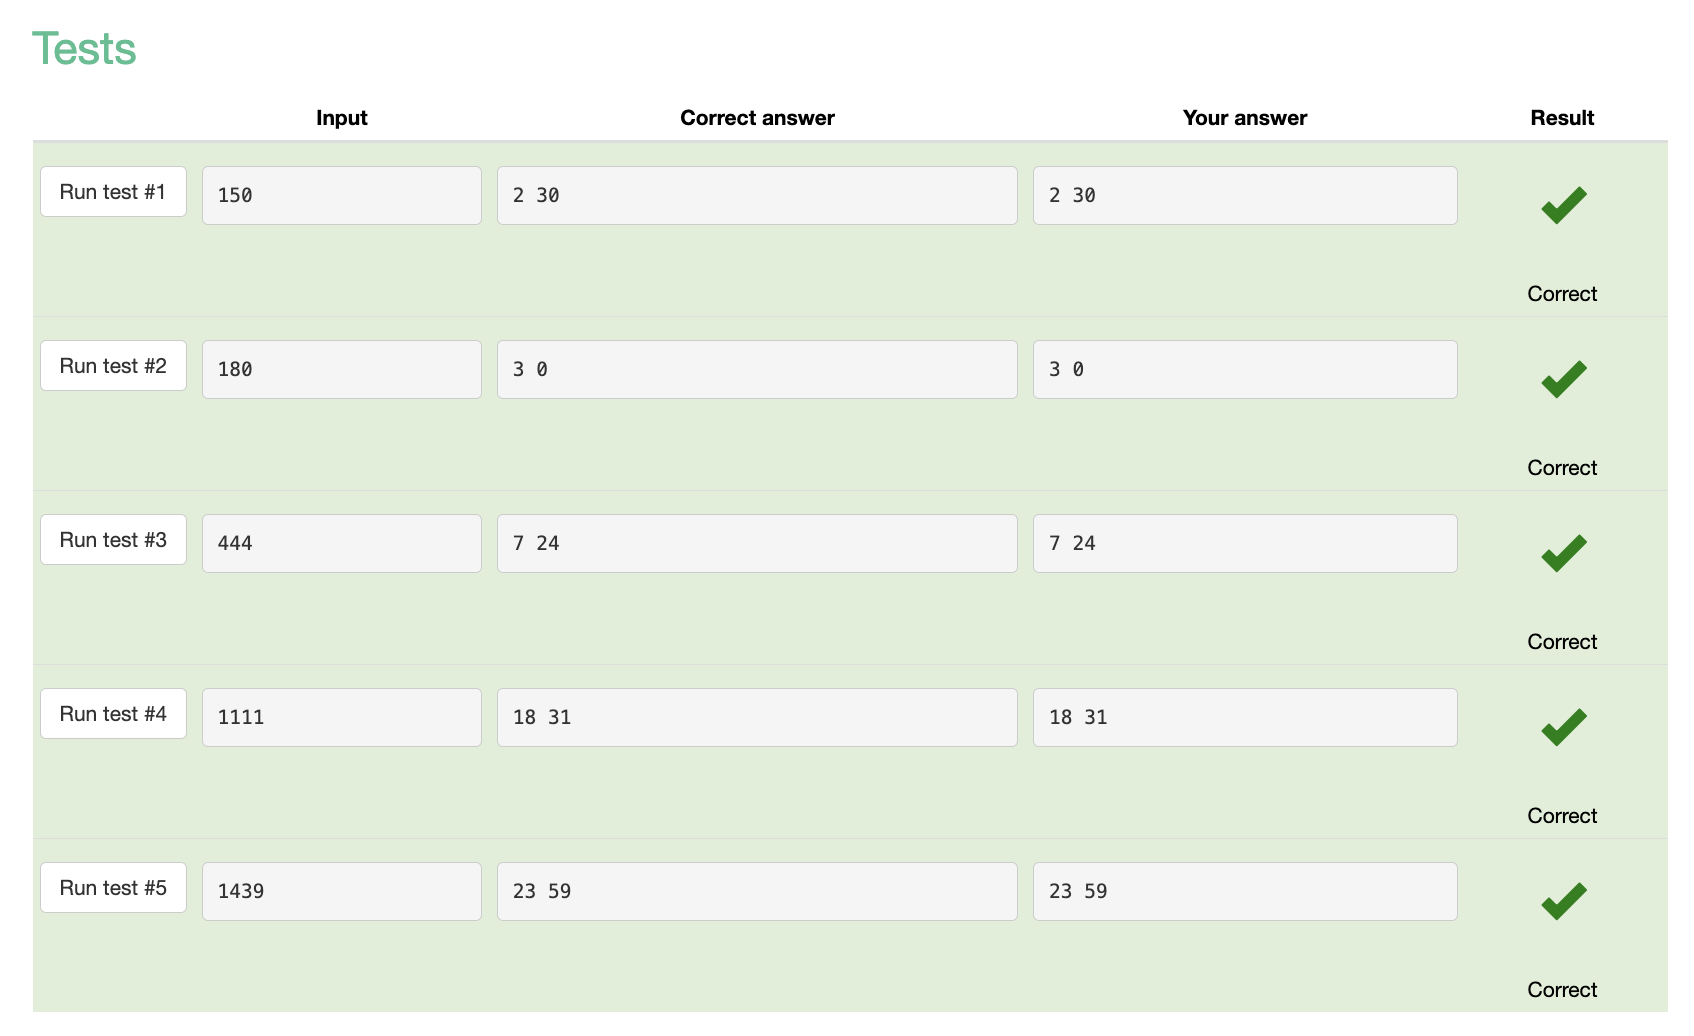 Tests
Input Correct answer Your answer Result
Run test #1 150 2 30 2 30
Correct
Run test #2 180 3 0 3 0
Correct
Run test #3 444 7 24 7 24
Correct
Run test #4 1111 18 31 18 31
Correct
Run test #5 1439 23 59 23 59
Correct